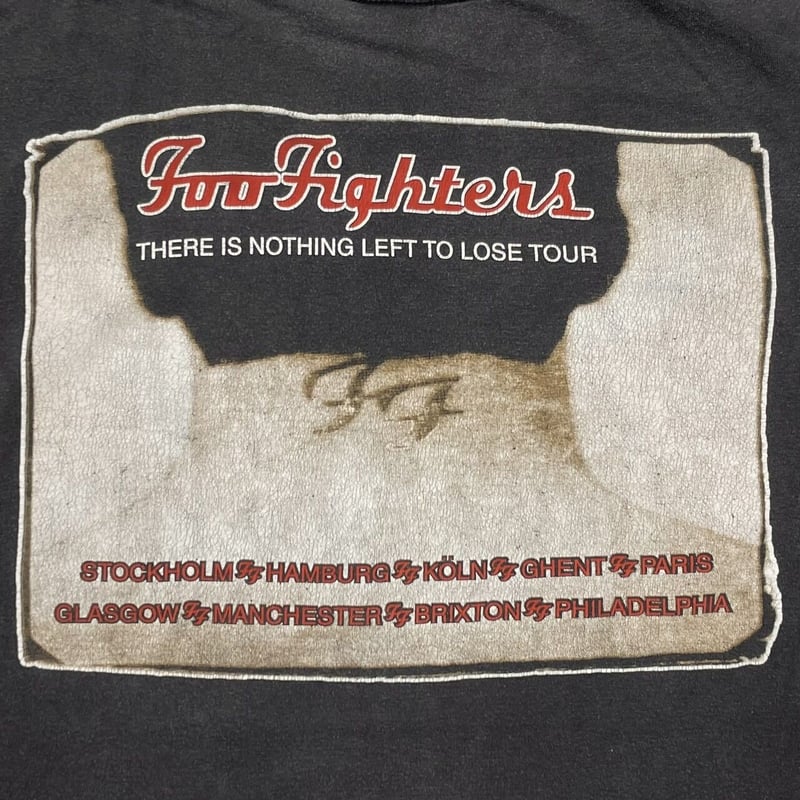 Foo Fighters
THERE IS NOTHING LEFT TO LOSE TOUR
FF
STOCKHOLM FF HAMBURG FF KÖLN FF GHENT FF PARIS
GLASGOW FF MANCHESTER FF BRIXTON FF PHILADELPHIA